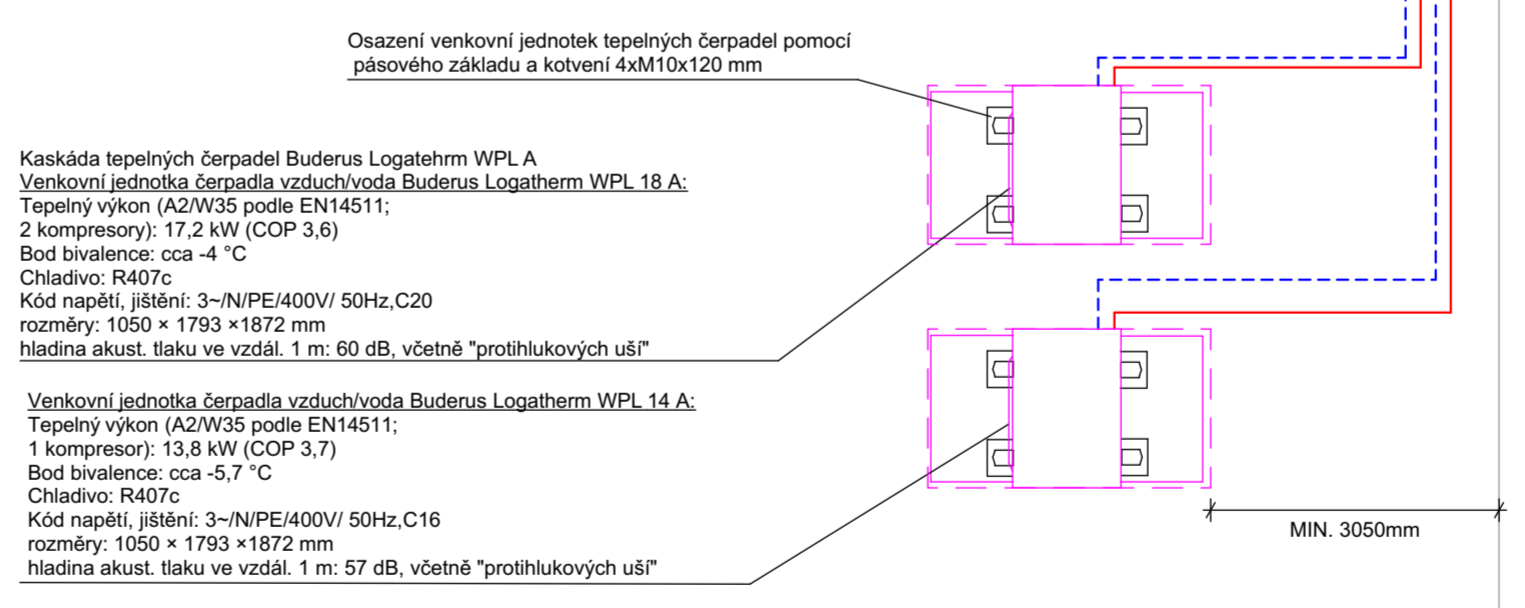 Osazení venkovní jednotek tepelných čerpadel pomocí
pásového základu a kotvení 4xM10x120 mm
Kaskáda tepelných čerpadel Buderus Logatehrm WPL A
Venkovní jednotka čerpadla vzduch/voda Buderus Logatherm WPL 18 A:
Tepelný výkon (A2/W35 podle EN14511;
2 kompresory): 17,2 kW (COP 3,6)
Bod bivalence: cca -4 °C
Chladivo: R407c
Kód napětí, jištění: 3~/N/PE/400V/ 50Hz,C20
rozměry: 1050 × 1793 ×1872 mm
hladina akust. tlaku ve vzdál. 1 m: 60 dB, včetně "protihlukových uší"
Venkovní jednotka čerpadla vzduch/voda Buderus Logatherm WPL 14 A:
Tepelný výkon (A2/W35 podle EN14511;
1 kompresor): 13,8 kW (COP 3,7)
Bod bivalence: cca -5,7 °C
Chladivo: R407c
Kód napětí, jištění: 3~/N/PE/400V/ 50Hz,C16
rozměry: 1050 × 1793 ×1872 mm
hladina akust. tlaku ve vzdál. 1 m: 57 dB, včetně "protihlukových uší"
MIN. 3050mm